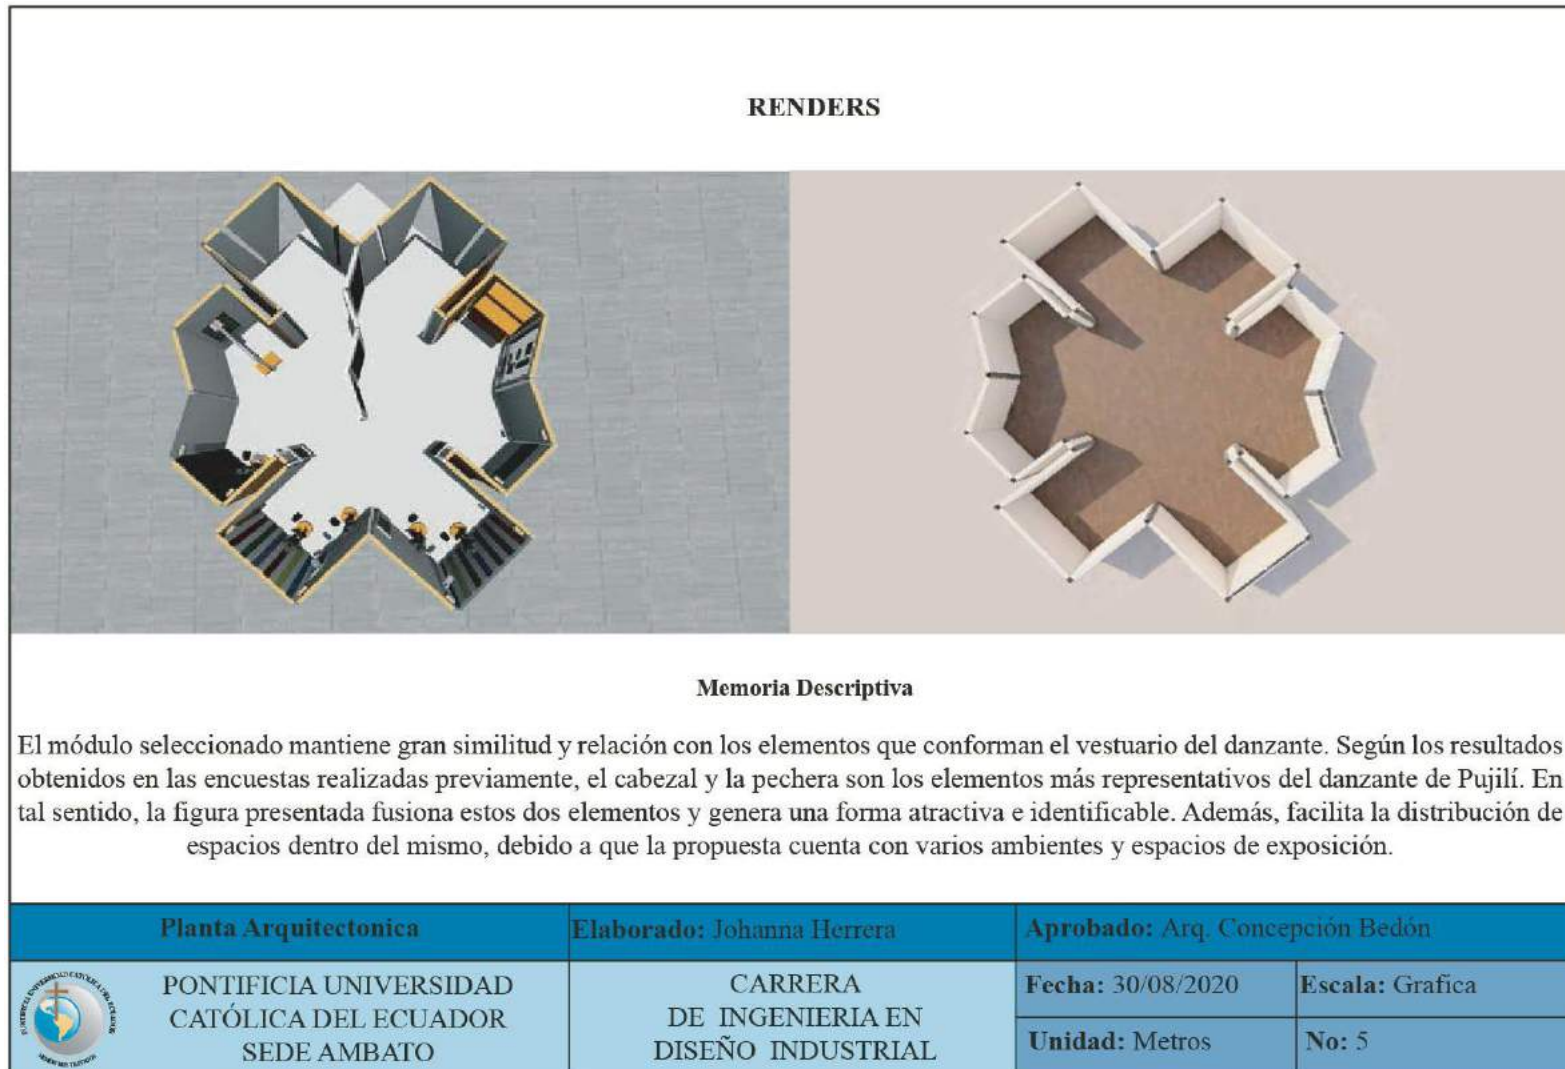 RENDERS
Memoria Descriptiva
El módulo seleccionado mantiene gran similitud y relación con los elementos que conforman el vestuario del danzante. Según los resultados
obtenidos en las encuestas realizadas previamente, el cabezal y la pechera son los elementos más representativos del danzante de Pujilí. En
tal sentido, la figura presentada fusiona estos dos elementos y genera una forma atractiva e identificable. Además, facilita la distribución de
espacios dentro del mismo, debido a que la propuesta cuenta con varios ambientes y espacios de exposición.
Planta Arquitectonica
Elaborado: Johanna Herrera
Aprobado: Arq. Concepción Bedón
PONTIFICIA UNIVERSIDAD CATÓLICA DEL ECUADOR
PONTIFICIA UNIVERSIDAD
CATÓLICA DEL ECUADOR
SEDE AMBATO
CARRERA
DE INGENIERIA EN
DISEÑO INDUSTRIAL
Fecha: 30/08/2020
Escala: Grafica
Unidad: Metros
No: 5